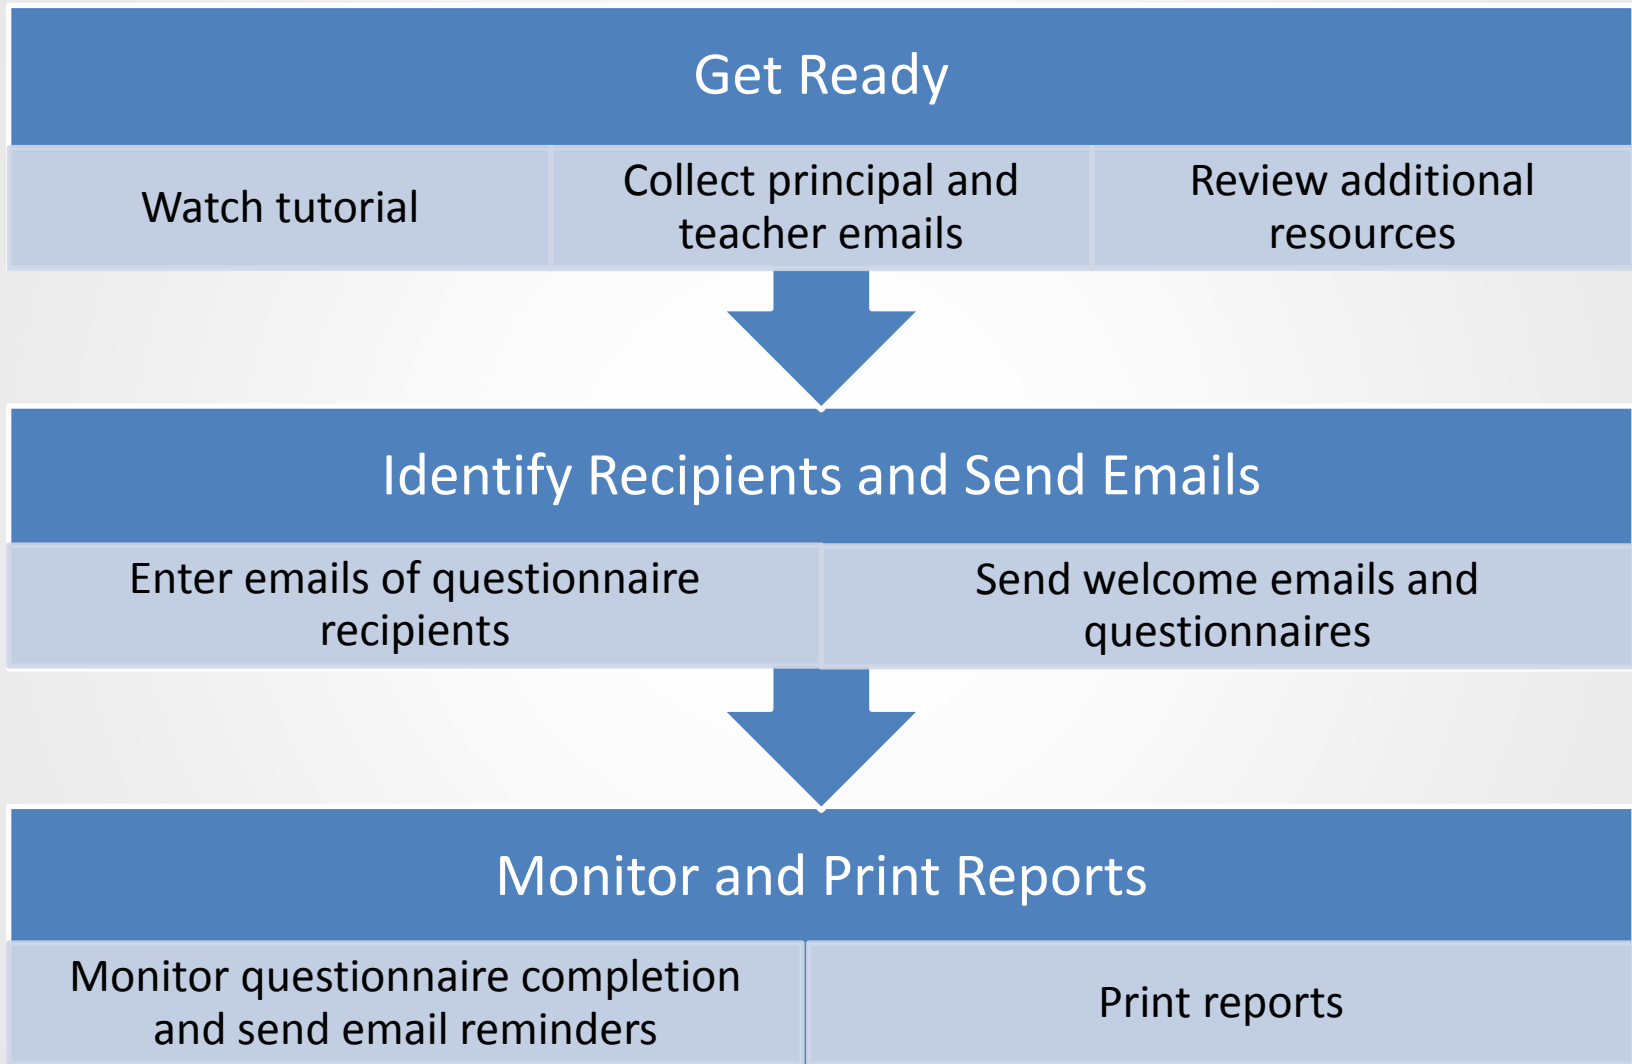 Get Ready
Watch tutorial
Collect principal and
teacher emails
Review additional
resources
Identify Recipients and Send Emails
Enter emails of questionnaire
recipients
Send welcome emails and
questionnaires
Monitor and Print Reports
Monitor questionnaire completion
and send email reminders
Print reports